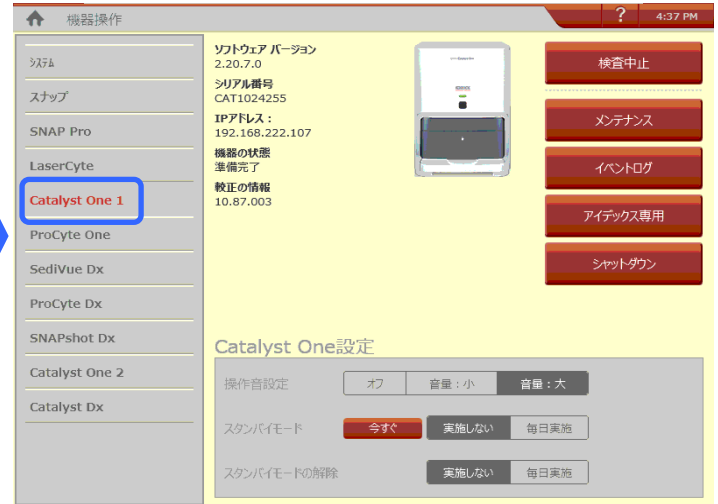 機器操作
?
4:37 PM
システム
スナップ
SNAP Pro
LaserCyte
Catalyst One 1
ProCyte One
SediVue Dx
ProCyte Dx
SNAPshot Dx
Catalyst One 2
Catalyst Dx
ソフトウェア バージョン
2.20.7.0
シリアル番号
CAT1024255
IPアドレス：
192.168.222.107
機器の状態
準備完了
較正の情報
10.87.003
検査中止
メンテナンス
イベントログ
アイデックス専用
シャットダウン
Catalyst One設定
操作音設定 オフ 音量：小 音量：大
スタンバイモード 今すぐ 実施しない 毎日実施
スタンバイモードの解除 実施しない 毎日実施